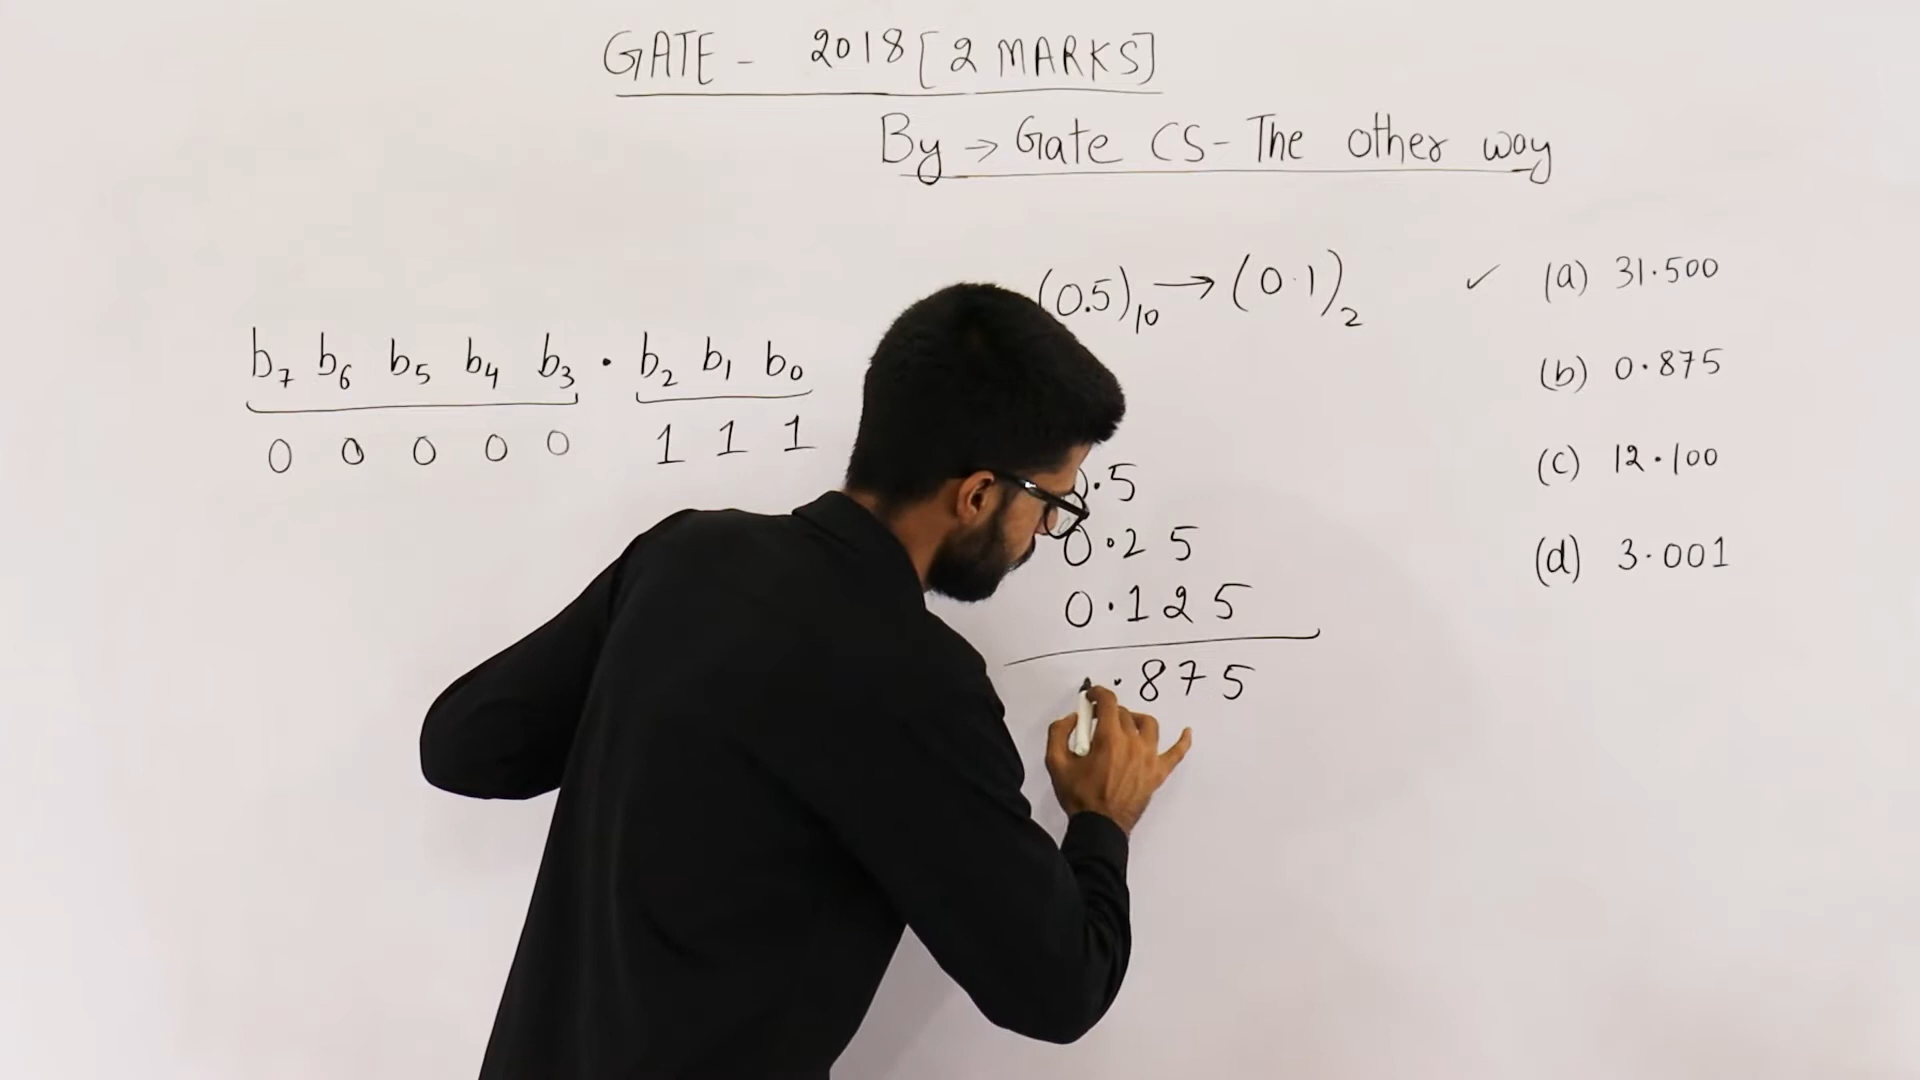 GATE - 2018 [2 MARKS]
By → Gate CS - The other way
(0.5)10 → (0.1)2
b7 b6 b5 b4 b3 . b2 b1 b0
0 0 0 0 0 1 1 1
.5
0.25
0.125
.875
✓ (a) 31.500
(b) 0.875
(c) 12.100
(d) 3.001